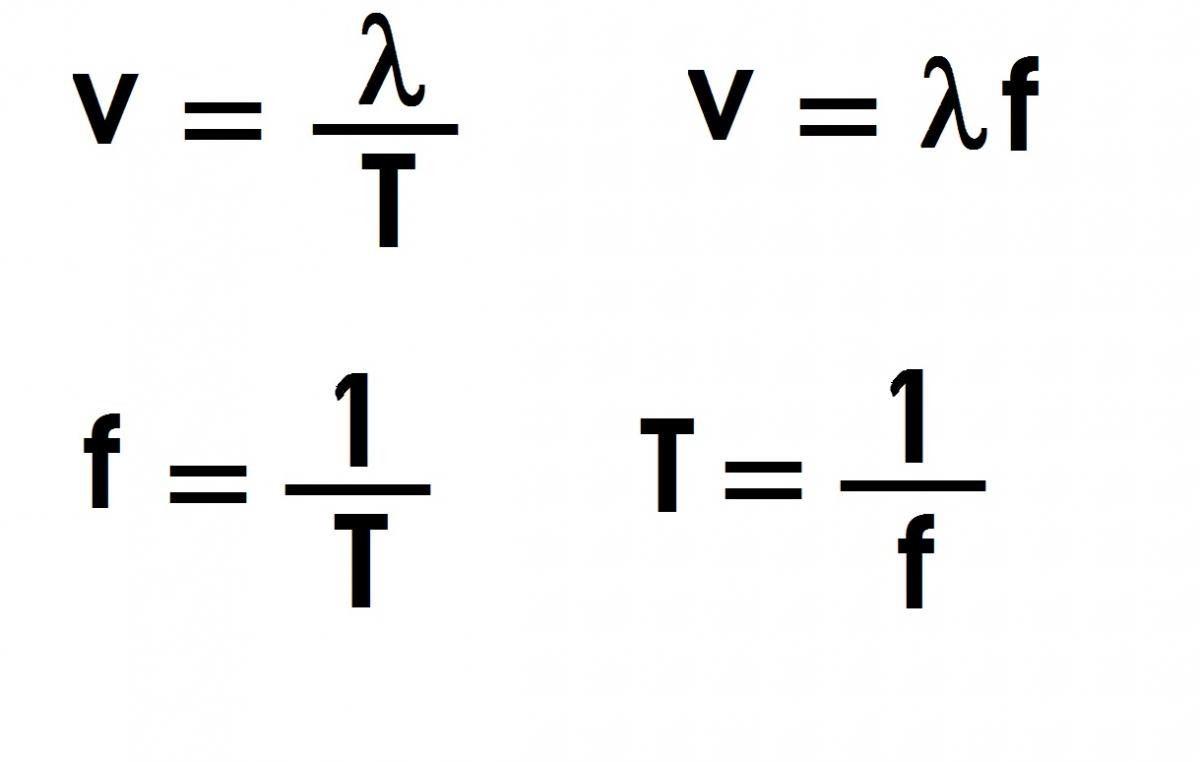 v = λ/T
v = λf
f = 1/T
T = 1/f